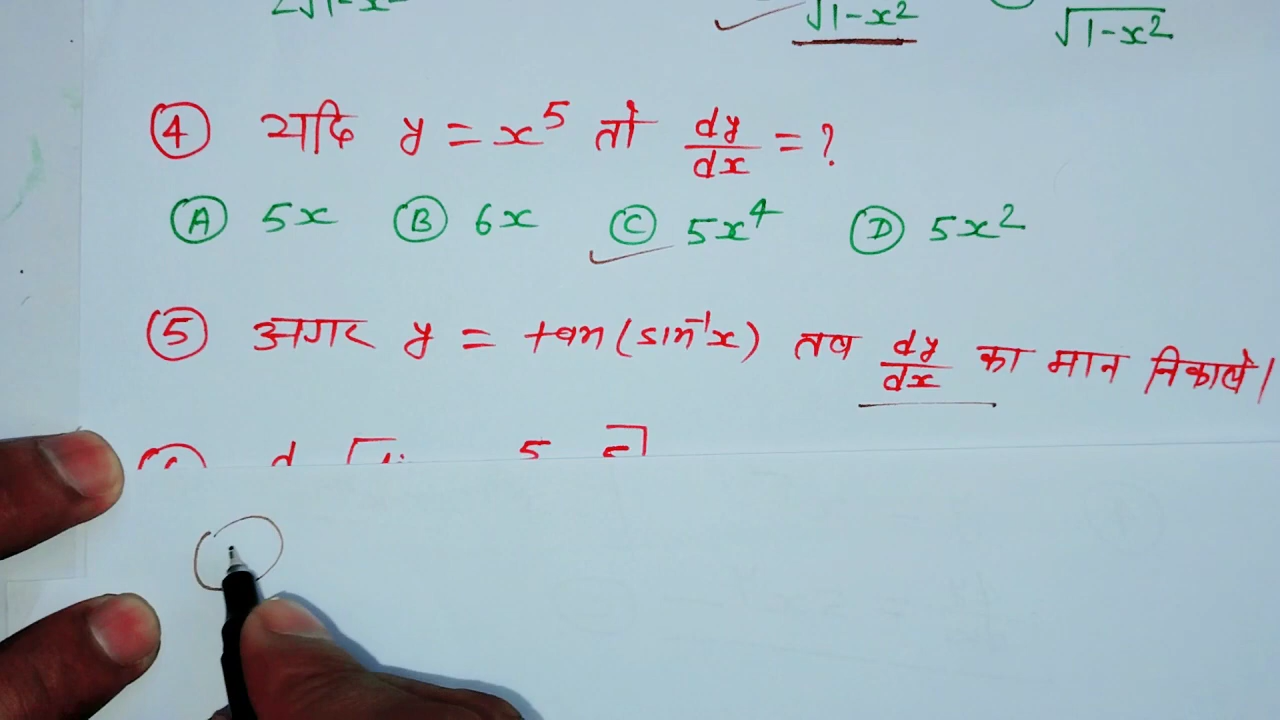 √1-x² √1-x²
④ यदि y = x⁵ तो dy/dx = ?
Ⓐ 5x Ⓑ 6x Ⓒ 5x⁴ Ⓓ 5x²
⑤ अगर y = tan(sin⁻¹x) तब dy/dx का मान निकाले।